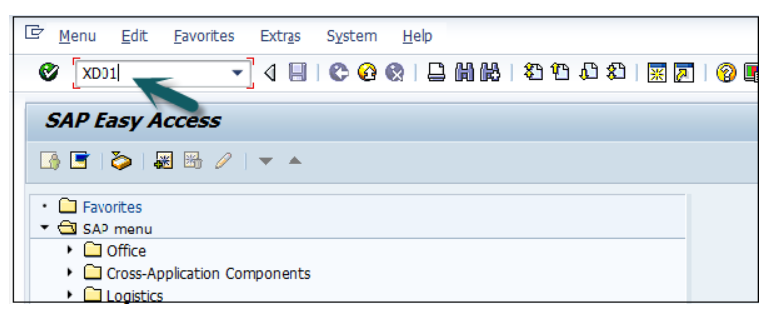 Menu Edit Favorites Extras System Help
XD01
SAP Easy Access
Favorites
SAP menu
Office
Cross-Application Components
Logistics